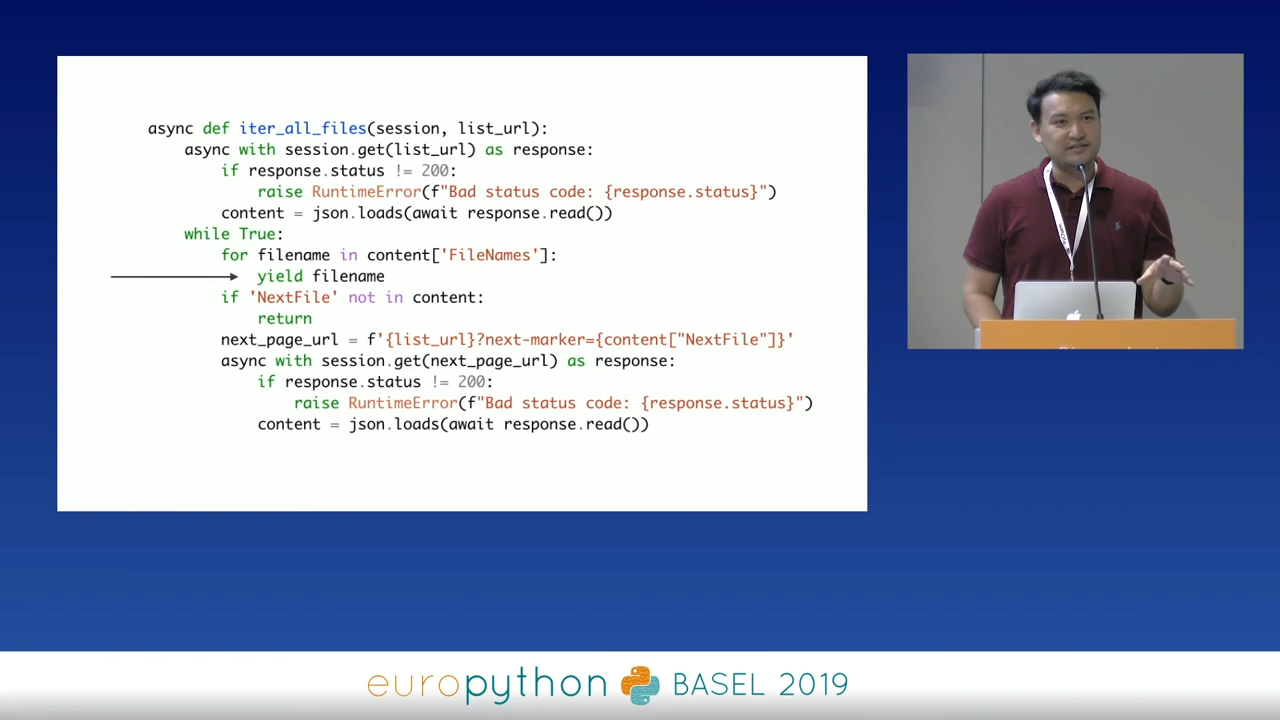 async def iter_all_files(session, list_url):
    async with session.get(list_url) as response:
        if response.status != 200:
            raise RuntimeError(f"Bad status code: {response.status}")
        content = json.loads(await response.read())
    while True:
        for filename in content['FileNames']:
            yield filename
        if 'NextFile' not in content:
            return
        next_page_url = f'{list_url}?next-marker={content["NextFile"]}'
        async with session.get(next_page_url) as response:
            if response.status != 200:
                raise RuntimeError(f"Bad status code: {response.status}")
            content = json.loads(await response.read())
europython BASEL 2019